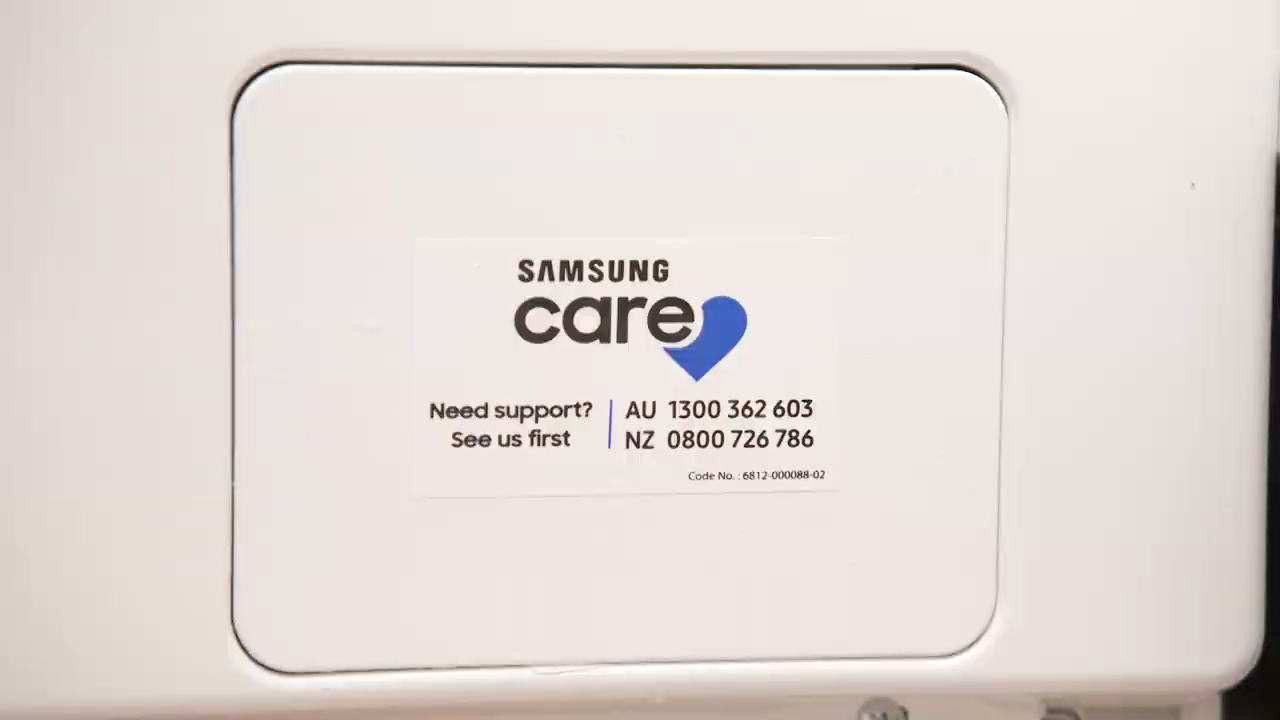 SAMSUNG
care
Need support?
See us first
AU 1300 362 603
NZ 0800 726 786
Code No. : 6812-000088-02